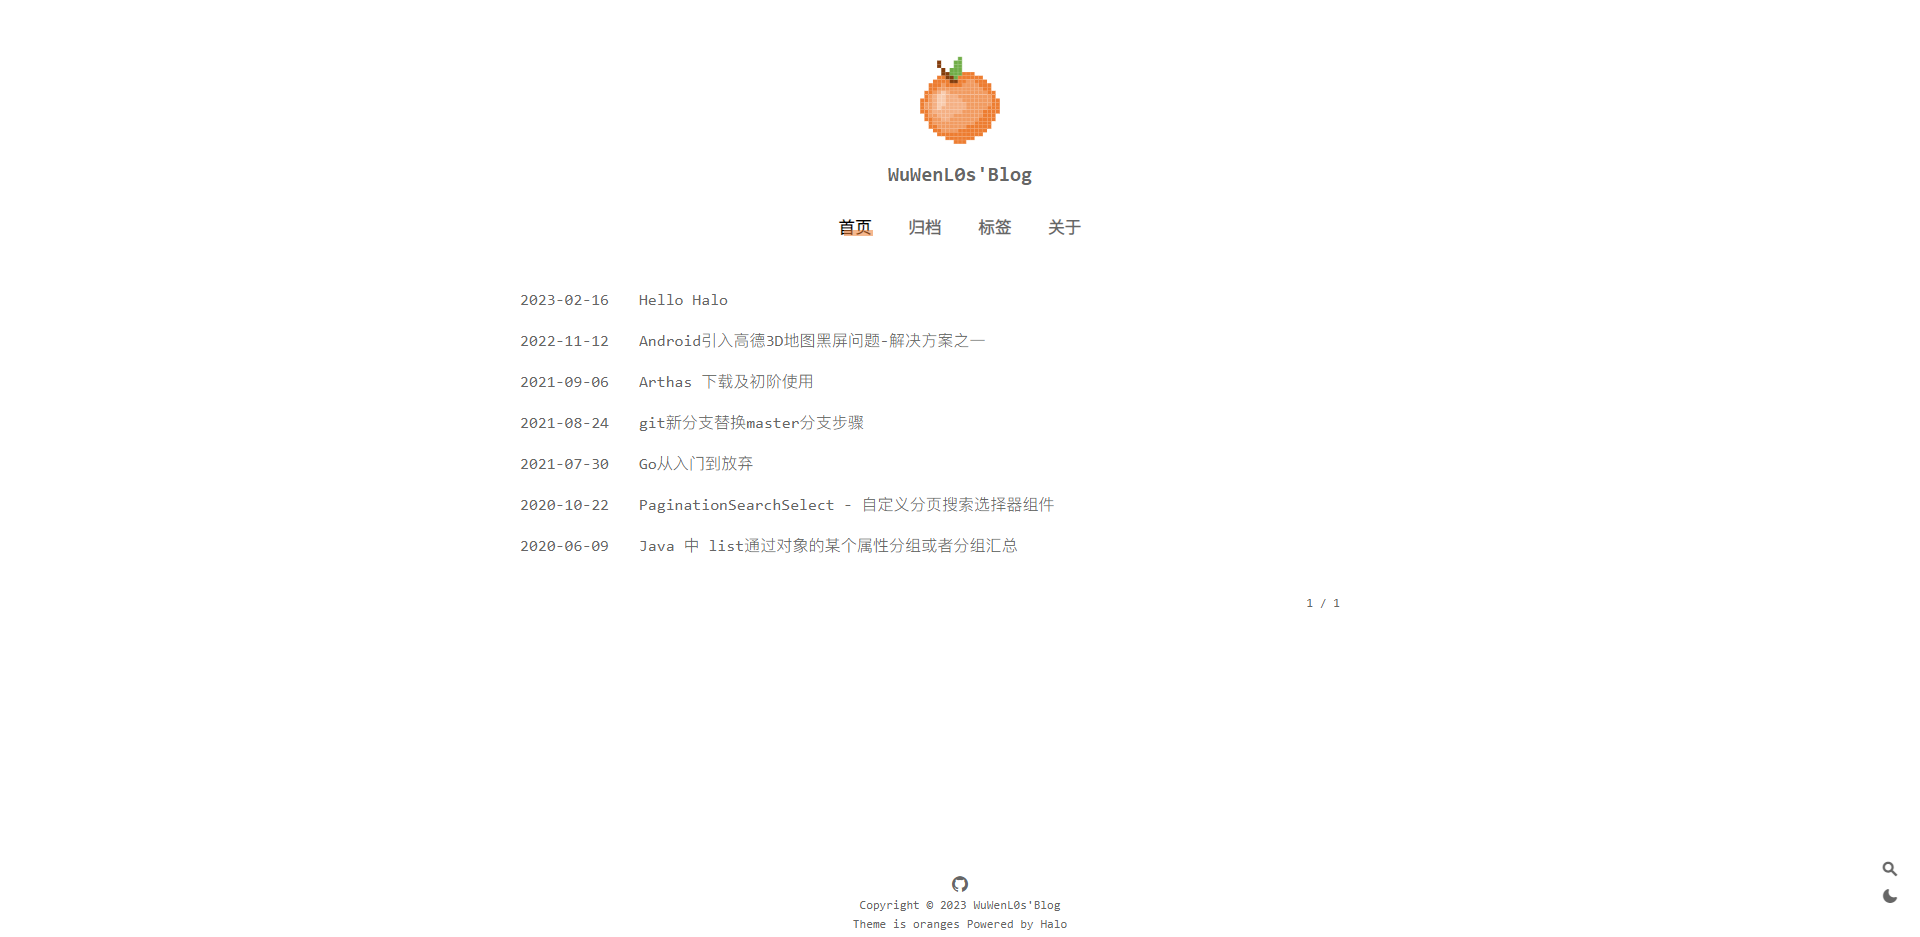 WuWenL0s'Blog
首页 归档 标签 关于
2023-02-16 Hello Halo
2022-11-12 Android引入高德3D地图黑屏问题-解决方案之一
2021-09-06 Arthas 下载及初阶使用
2021-08-24 git新分支替换master分支步骤
2021-07-30 Go从入门到放弃
2020-10-22 PaginationSearchSelect - 自定义分页搜索选择器组件
2020-06-09 Java 中 list通过对象的某个属性分组或者分组汇总
1 / 1
Copyright © 2023 WuWenL0s'Blog
Theme is oranges Powered by Halo